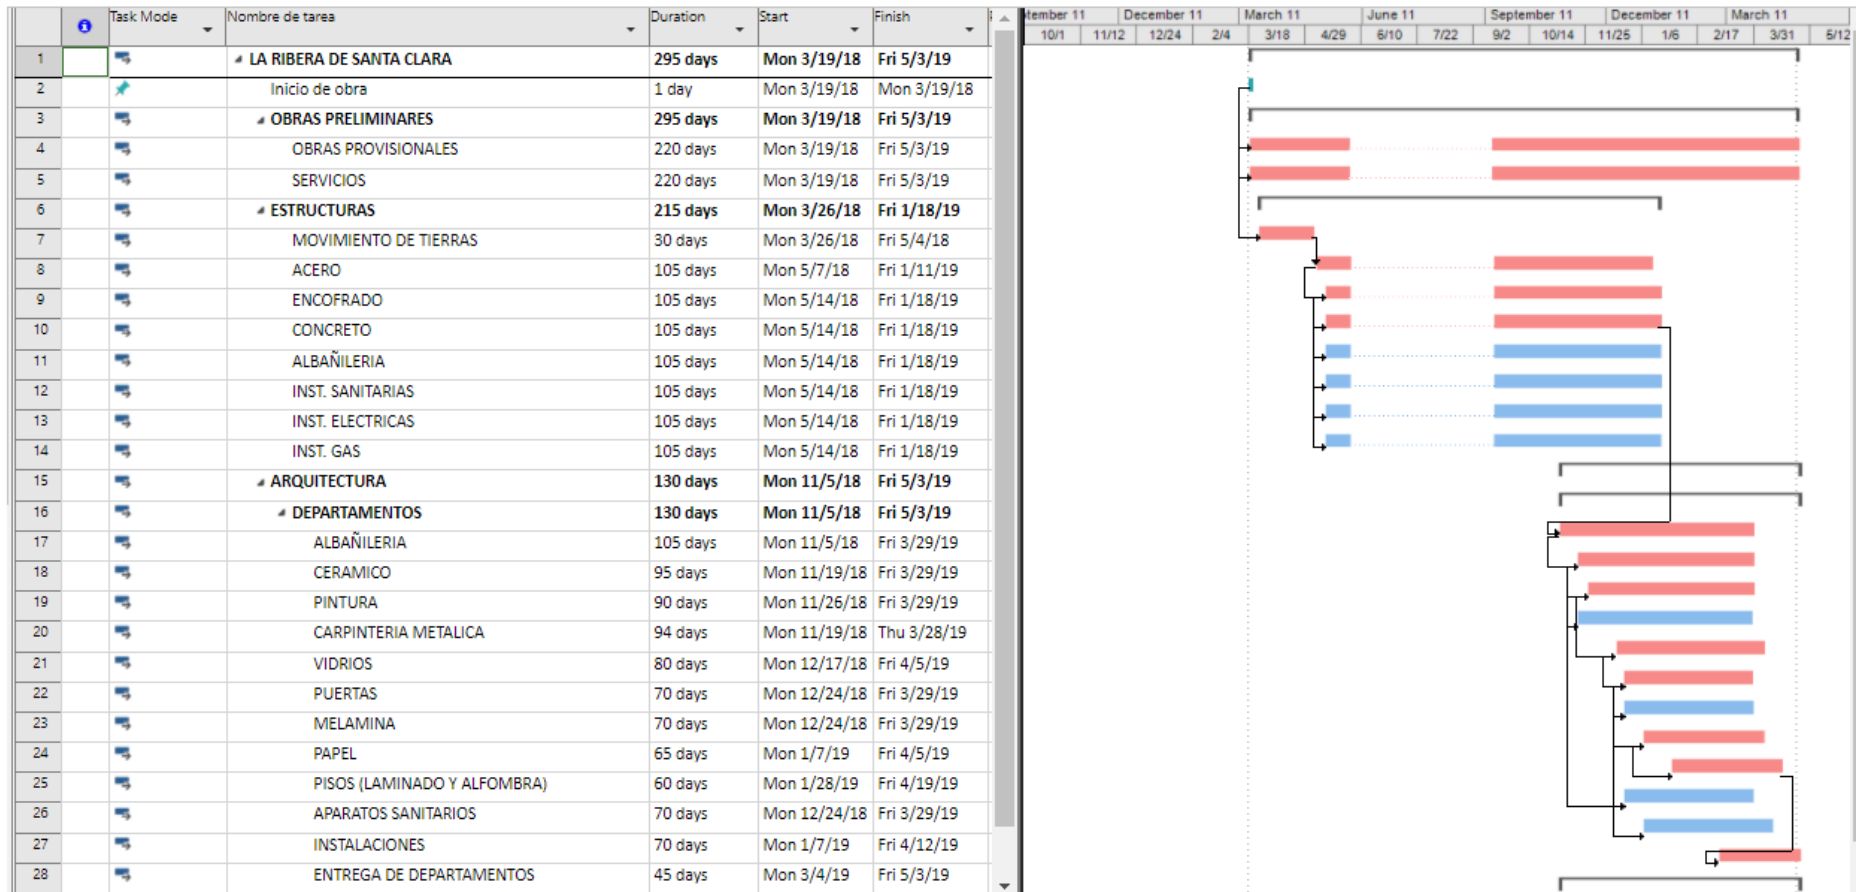 Task Mode Nombre de tarea Duration Start Finish
1 LA RIBERA DE SANTA CLARA 295 days Mon 3/19/18 Fri 5/3/19
2 Inicio de obra 1 day Mon 3/19/18 Mon 3/19/18
3 OBRAS PRELIMINARES 295 days Mon 3/19/18 Fri 5/3/19
4 OBRAS PROVISIONALES 220 days Mon 3/19/18 Fri 5/3/19
5 SERVICIOS 220 days Mon 3/19/18 Fri 5/3/19
6 ESTRUCTURAS 215 days Mon 3/26/18 Fri 1/18/19
7 MOVIMIENTO DE TIERRAS 30 days Mon 3/26/18 Fri 5/4/18
8 ACERO 105 days Mon 5/7/18 Fri 1/11/19
9 ENCOFRADO 105 days Mon 5/14/18 Fri 1/18/19
10 CONCRETO 105 days Mon 5/14/18 Fri 1/18/19
11 ALBAÑILERIA 105 days Mon 5/14/18 Fri 1/18/19
12 INST. SANITARIAS 105 days Mon 5/14/18 Fri 1/18/19
13 INST. ELECTRICAS 105 days Mon 5/14/18 Fri 1/18/19
14 INST. GAS 105 days Mon 5/14/18 Fri 1/18/19
15 ARQUITECTURA 130 days Mon 11/5/18 Fri 5/3/19
16 DEPARTAMENTOS 130 days Mon 11/5/18 Fri 5/3/19
17 ALBAÑILERIA 105 days Mon 11/5/18 Fri 3/29/19
18 CERAMICO 95 days Mon 11/19/18 Fri 3/29/19
19 PINTURA 90 days Mon 11/26/18 Fri 3/29/19
20 CARPINTERIA METALICA 94 days Mon 11/19/18 Thu 3/28/19
21 VIDRIOS 80 days Mon 12/17/18 Fri 4/5/19
22 PUERTAS 70 days Mon 12/24/18 Fri 3/29/19
23 MELAMINA 70 days Mon 12/24/18 Fri 3/29/19
24 PAPEL 65 days Mon 1/7/19 Fri 4/5/19
25 PISOS (LAMINADO Y ALFOMBRA) 60 days Mon 1/28/19 Fri 4/19/19
26 APARATOS SANITARIOS 70 days Mon 12/24/18 Fri 3/29/19
27 INSTALACIONES 70 days Mon 1/7/19 Fri 4/12/19
28 ENTREGA DE DEPARTAMENTOS 45 days Mon 3/4/19 Fri 5/3/19
tember 11 December 11 March 11 June 11 September 11 December 11 March 11
10/1 11/12 12/24 2/4 3/18 4/29 6/10 7/22 9/2 10/14 11/25 1/6 2/17 3/31 5/12